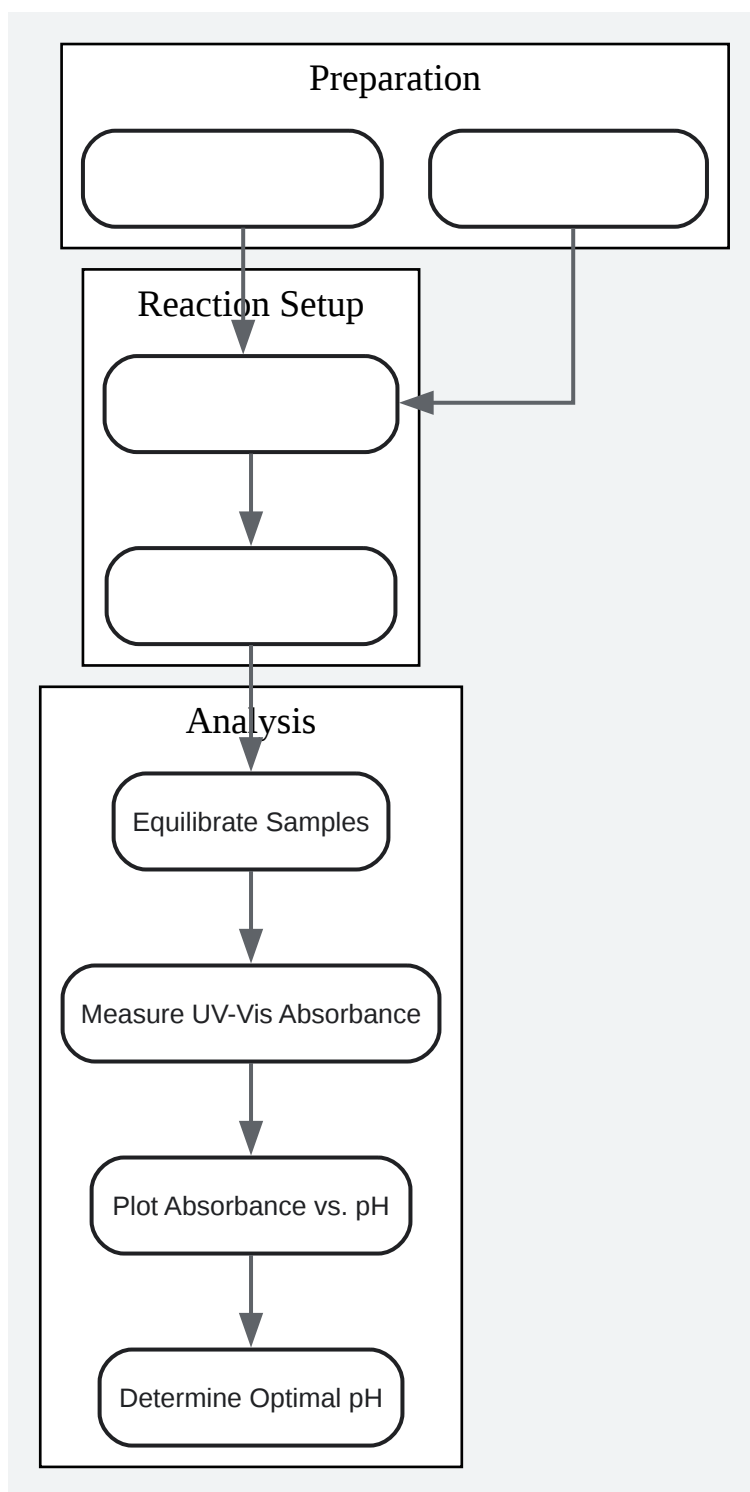 Preparation
Reaction Setup
Analysis
Equilibrate Samples
Measure UV-Vis Absorbance
Plot Absorbance vs. pH
Determine Optimal pH